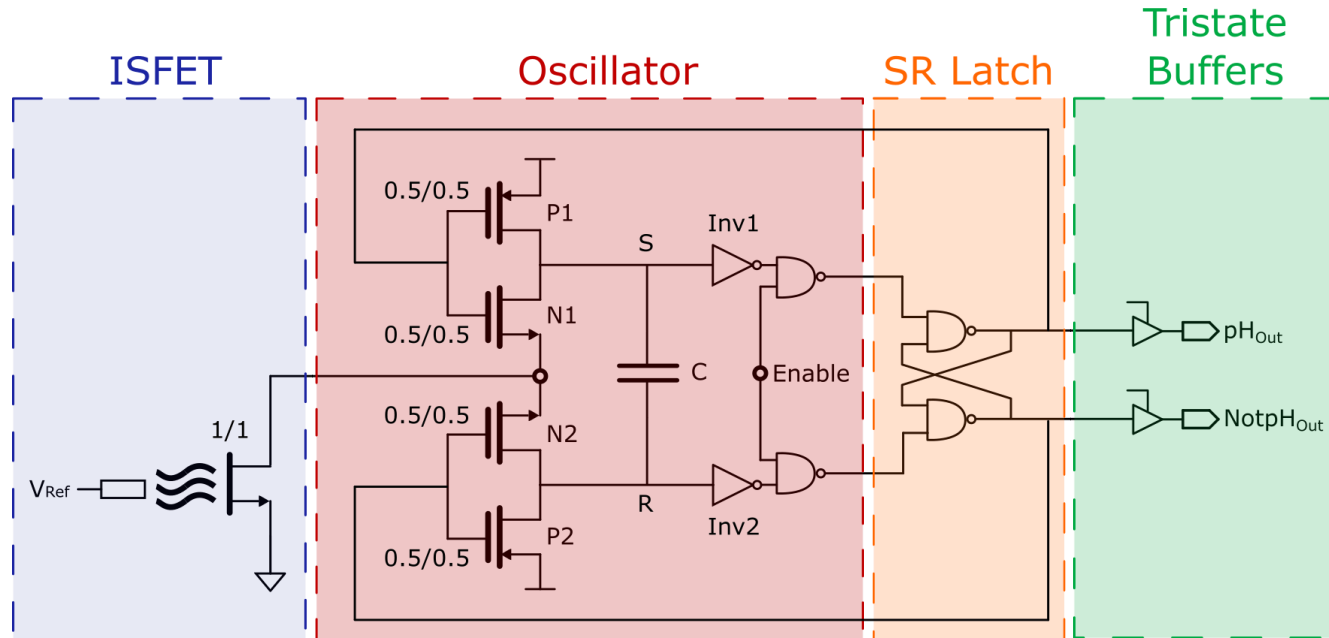 ISFET
Oscillator
SR Latch
Tristate
Buffers
0.5/0.5
P1
S
Inv1
N1
0.5/0.5
C
Enable
pHOut
1/1
0.5/0.5
N2
NotpHOut
VRef
R
Inv2
0.5/0.5
P2